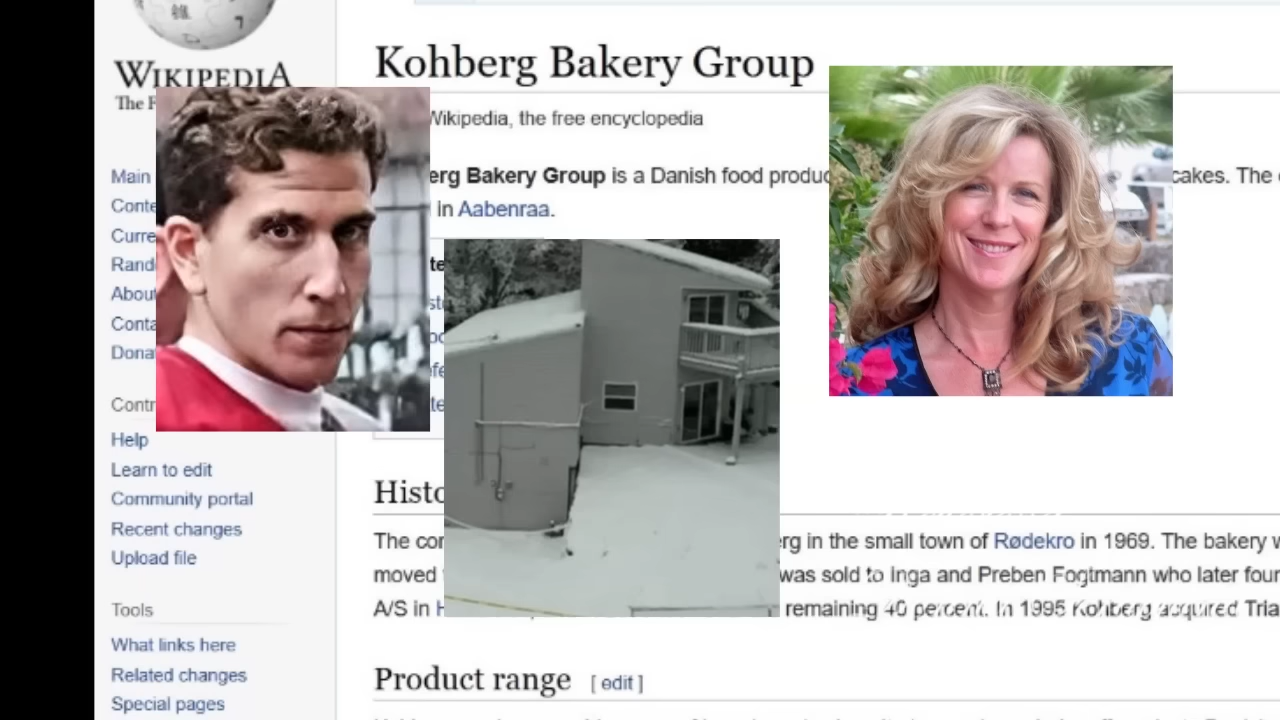 WIKIPEDIA
The F
Kohberg Bakery Group
Wikipedia, the free encyclopedia
erg Bakery Group is a Danish food produc cakes. The
in Aabenraa.
Main
Conte
Curre
Rand
About
Conta
Dona
Contr
Help
Learn to edit
Community portal
Recent changes
Upload file
Tools
What links here
Related changes
Special pages
Histo
The cor erg in the small town of Rødekro in 1969. The bakery w
moved was sold to Inga and Preben Fogtmann who later four
A/S in H remaining 40 percent. In 1995 Kohberg acquired Tria
Product range [ edit ]